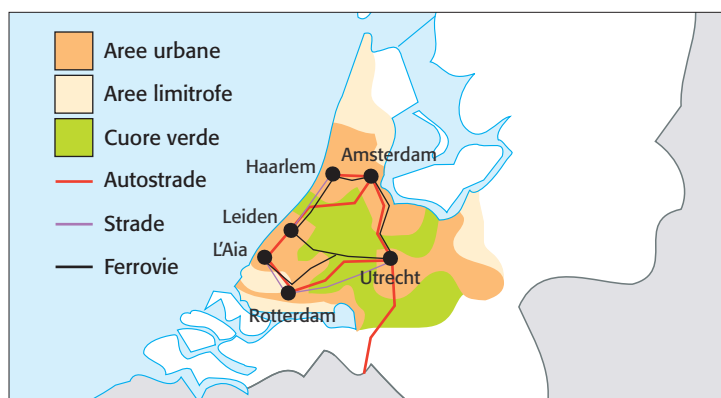 Aree urbane
Aree limitrofe
Cuore verde
Autostrade
Strade
Ferrovie
Haarlem
Amsterdam
Leiden
L'Aia
Utrecht
Rotterdam